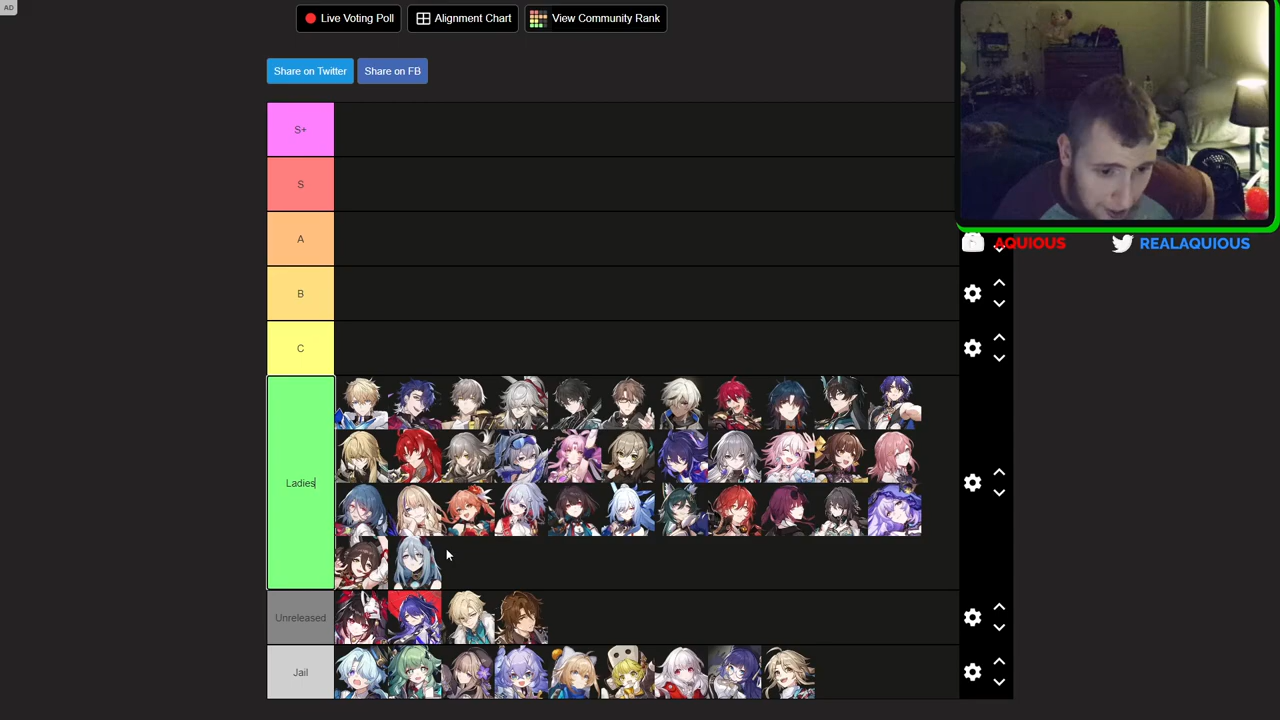 AD
Live Voting Poll
Alignment Chart
View Community Rank
Share on Twitter
Share on FB
S+
S
A
AQUIOUS
REALAQUIOUS
B
C
Ladies
Unreleased
Jail